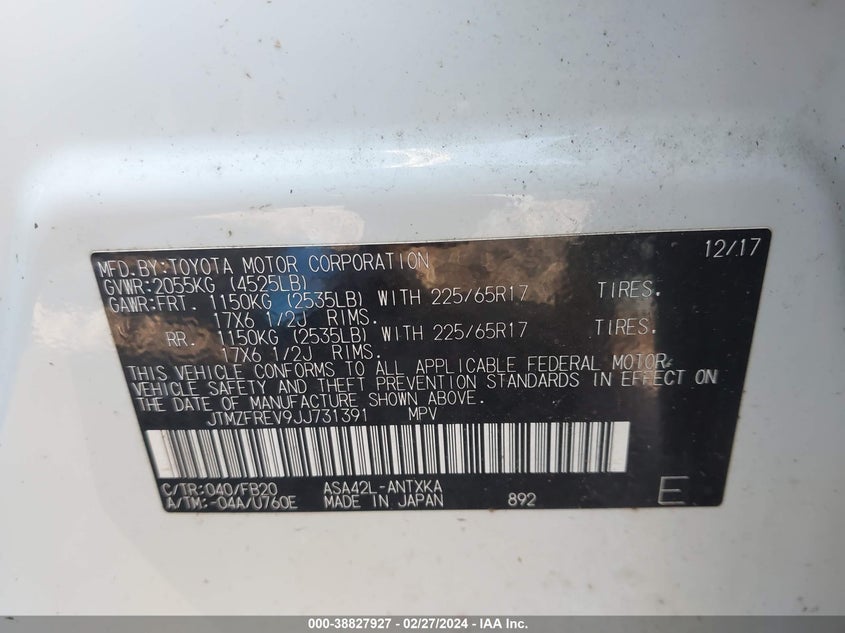 12/17
MFD.BY:TOYOTA MOTOR CORPORATION
GVWR:2055KG (4525LB)
GAWR:FRT. 1150KG (2535LB) WITH 225/65R17 TIRES.
17X6 1/2J RIMS.
RR. 1150KG (2535LB) WITH 225/65R17 TIRES.
17X6 1/2J RIMS.
THIS VEHICLE CONFORMS TO ALL APPLICABLE FEDERAL MOTOR
VEHICLE SAFETY AND THEFT PREVENTION STANDARDS IN EFFECT ON
THE DATE OF MANUFACTURE SHOWN ABOVE.
JTMZFREV9JJ731391 MPV
C/TR:040/FB20 ASA42L-ANTXKA
A/TM:-04A/U760E MADE IN JAPAN 892 E
000-38827927 - 02/27/2024 - IAA Inc.